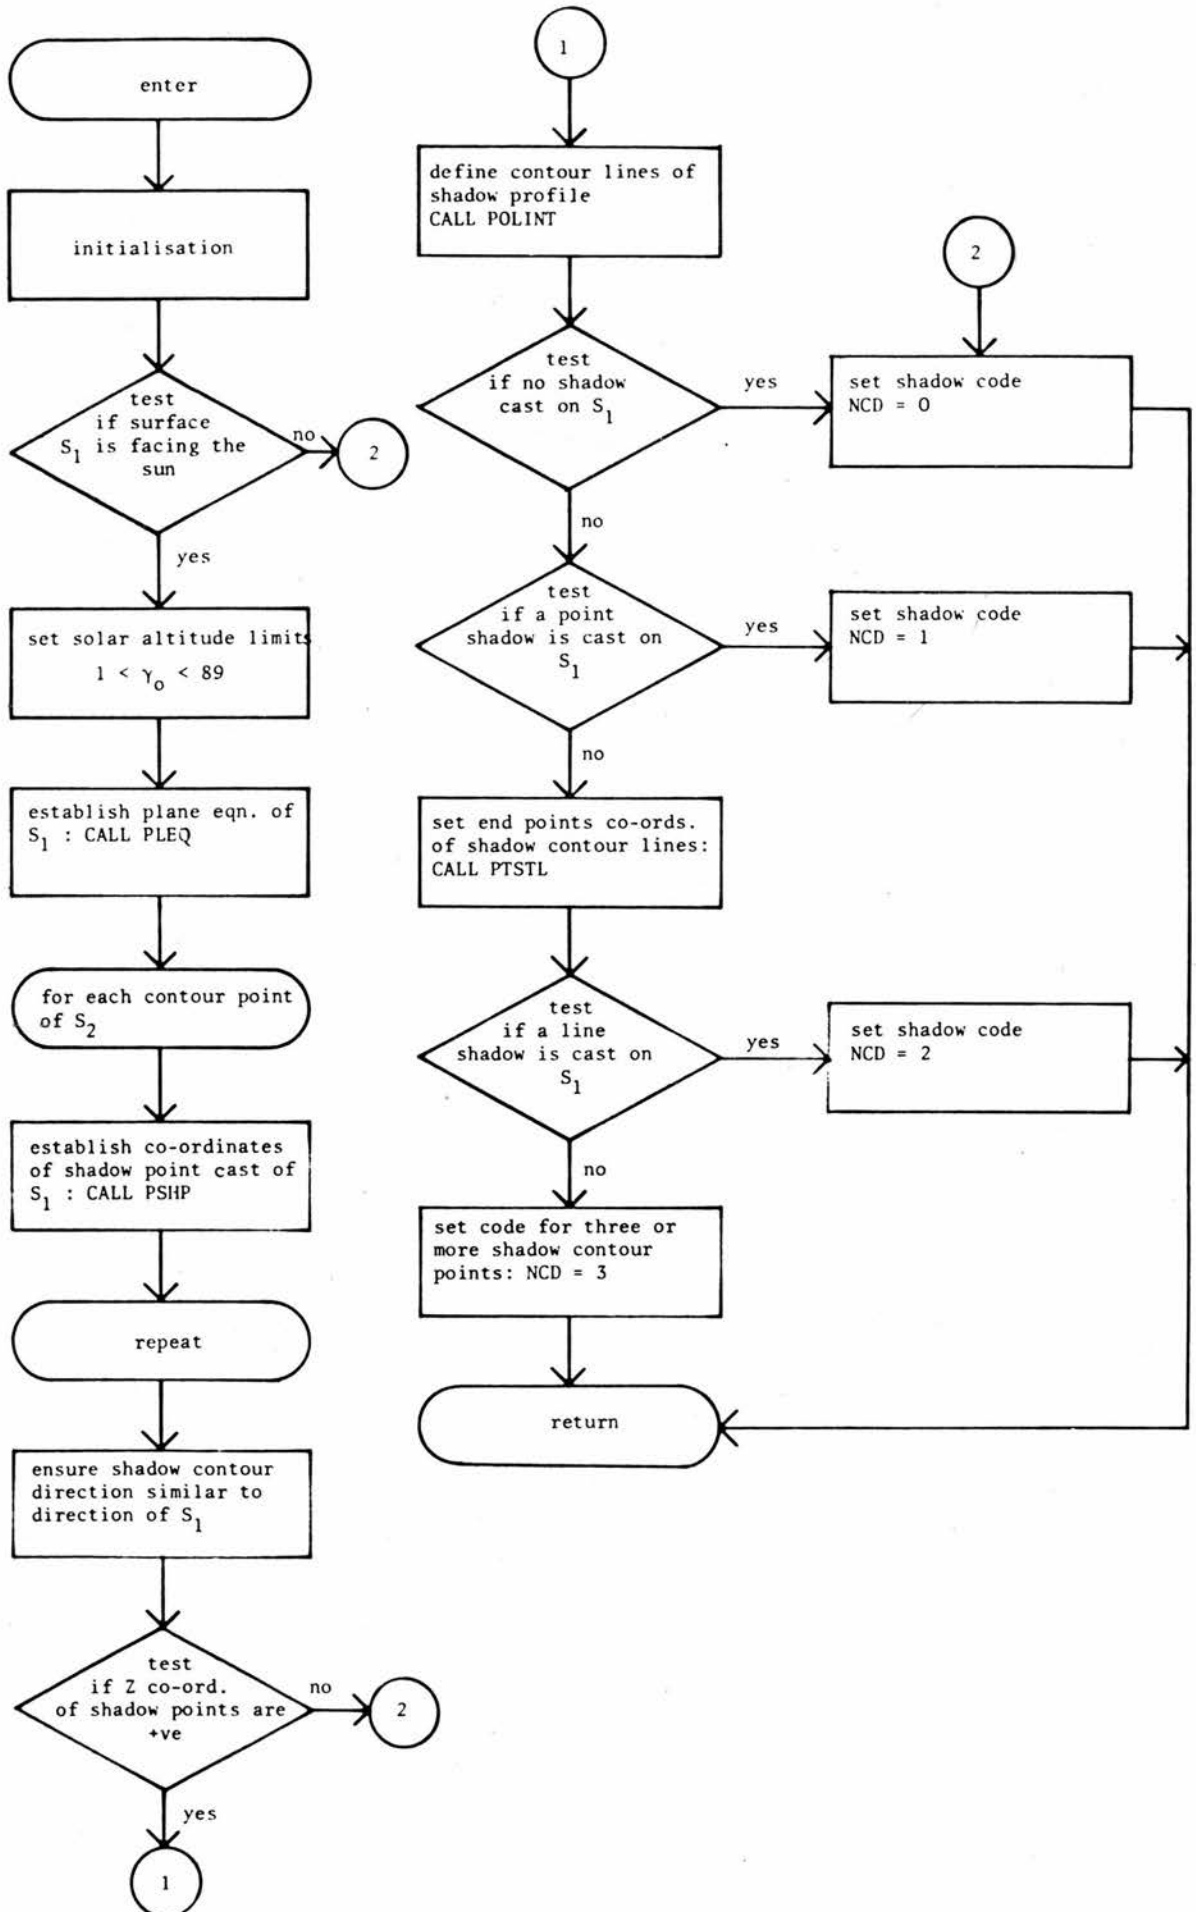 enter
initialisation
test
if surface
S1 is facing the
sun
no
2
yes
set solar altitude limits
1 < γo < 89
establish plane eqn. of
S1 : CALL PLEQ
for each contour point
of S2
establish co-ordinates
of shadow point cast of
S1 : CALL PSHP
repeat
ensure shadow contour
direction similar to
direction of S1
test
if Z co-ord.
of shadow points are
+ve
no
2
yes
1
1
define contour lines of
shadow profile
CALL POLINT
test
if no shadow
cast on S1
yes
2
set shadow code
NCD = 0
no
test
if a point
shadow is cast on
S1
yes
set shadow code
NCD = 1
no
set end points co-ords.
of shadow contour lines:
CALL PTSTL
test
if a line
shadow is cast on
S1
yes
set shadow code
NCD = 2
no
set code for three or
more shadow contour
points: NCD = 3
return